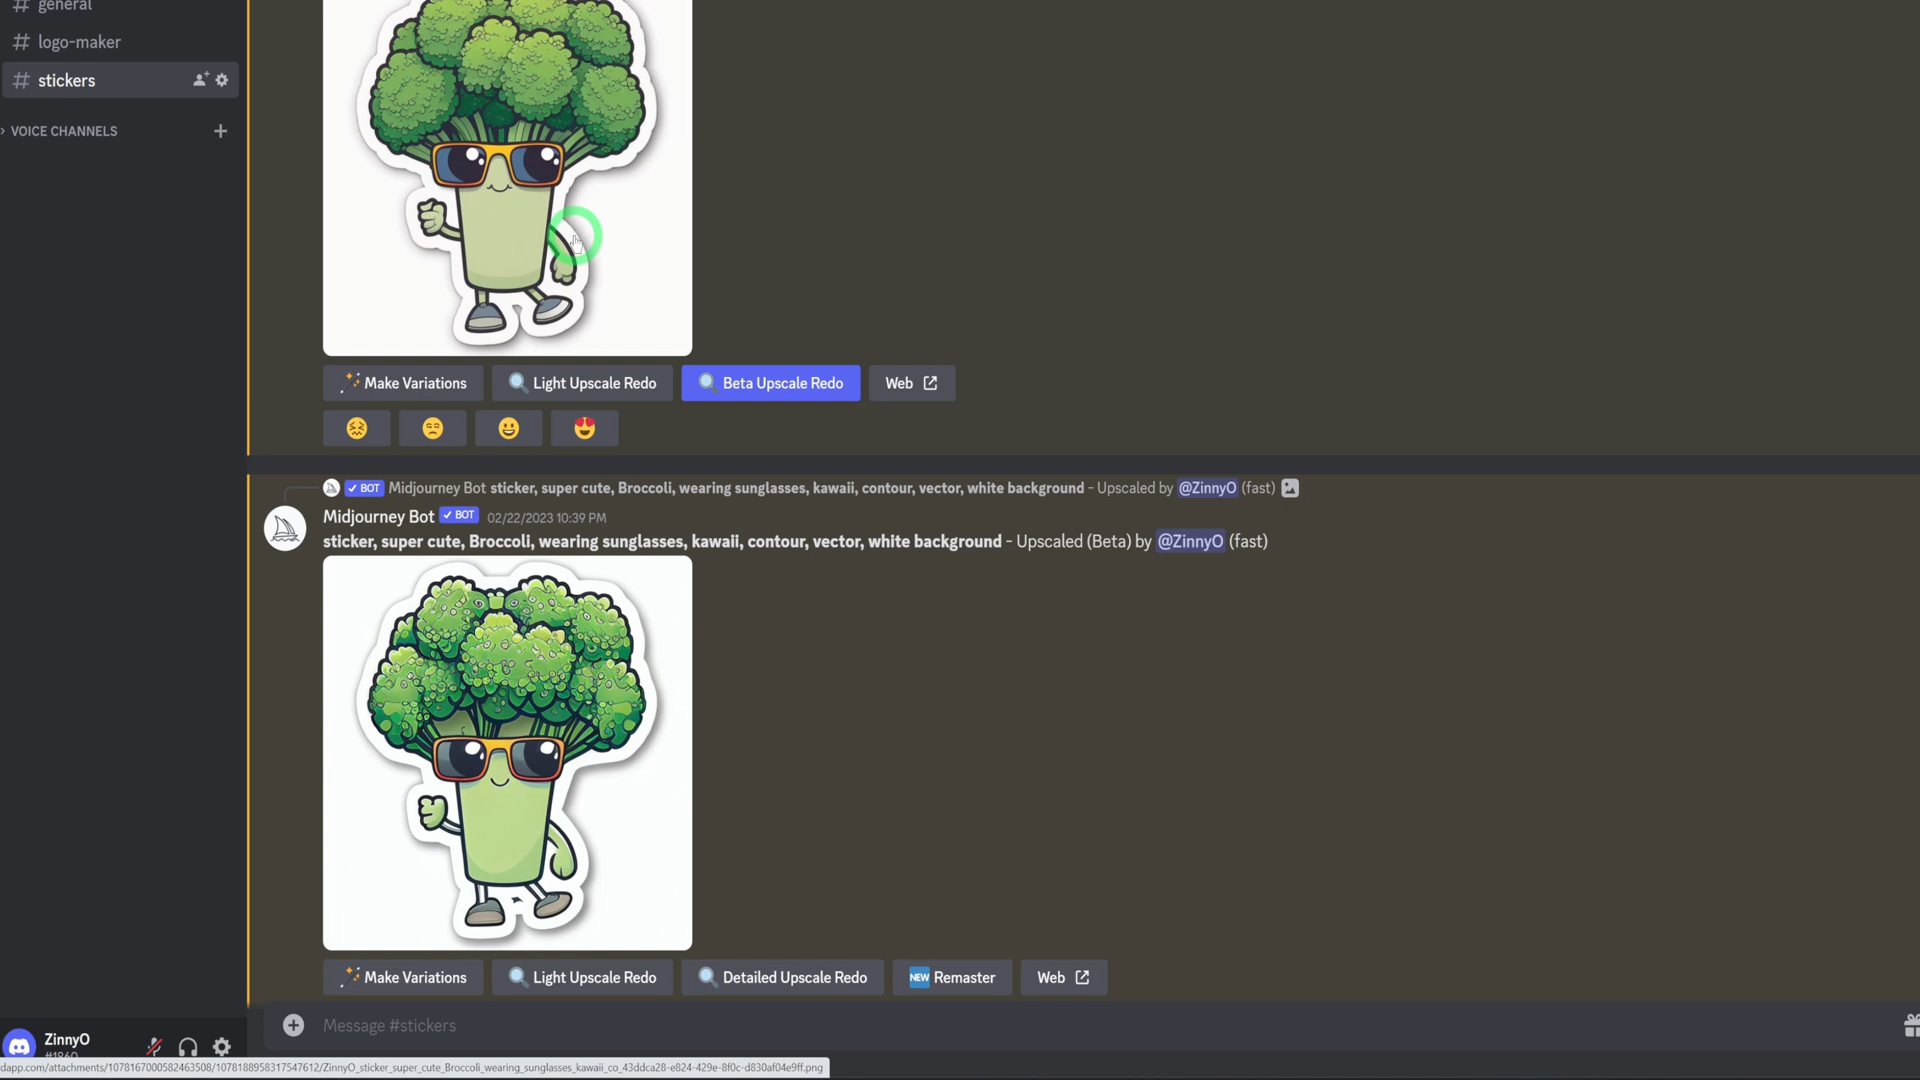 # general
# logo-maker
# stickers
VOICE CHANNELS
Make Variations
Light Upscale Redo
Beta Upscale Redo
Web
BOT Midjourney Bot sticker, super cute, Broccoli, wearing sunglasses, kawaii, contour, vector, white background - Upscaled by @ZinnyO (fast)
Midjourney Bot BOT 02/22/2023 10:39 PM
sticker, super cute, Broccoli, wearing sunglasses, kawaii, contour, vector, white background - Upscaled (Beta) by @ZinnyO (fast)
Make Variations
Light Upscale Redo
Detailed Upscale Redo
NEW Remaster
Web
Message #stickers
ZinnyO
dapp.com/attachments/1078167000582463508/1078188958317547612/ZinnyO_sticker_super_cute_Broccoli_wearing_sunglasses_kawaii_co_43ddca28-e824-429e-8f0c-d830af04e9ff.png